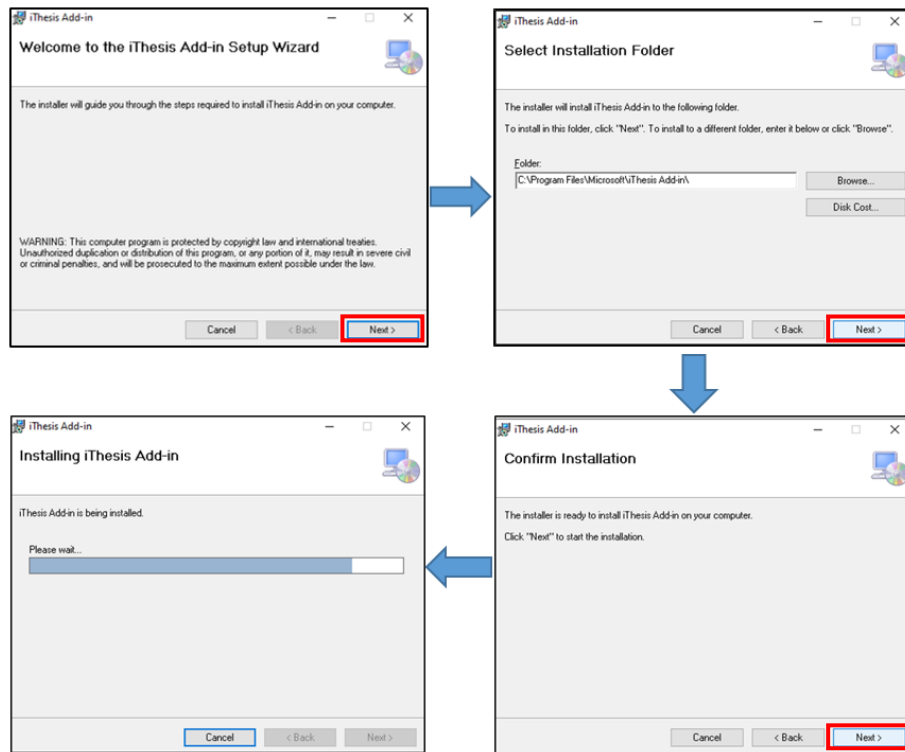 iThesis Add-in
Welcome to the iThesis Add-in Setup Wizard
The installer will guide you through the steps required to install iThesis Add-in on your computer.
WARNING: This computer program is protected by copyright law and international treaties.
Unauthorized duplication or distribution of this program, or any portion of it, may result in severe civil
or criminal penalties, and will be prosecuted to the maximum extent possible under the law.
Cancel < Back Next >
iThesis Add-in
Select Installation Folder
The installer will install iThesis Add-in to the following folder.
To install in this folder, click "Next". To install to a different folder, enter it below or click "Browse".
Folder:
C:\Program Files\Microsoft\iThesis Add-in\ Browse...
Disk Cost...
Cancel < Back Next >
iThesis Add-in
Confirm Installation
The installer is ready to install iThesis Add-in on your computer.
Click "Next" to start the installation.
Cancel < Back Next >
iThesis Add-in
Installing iThesis Add-in
iThesis Add-in is being installed.
Please wait...
Cancel < Back Next >